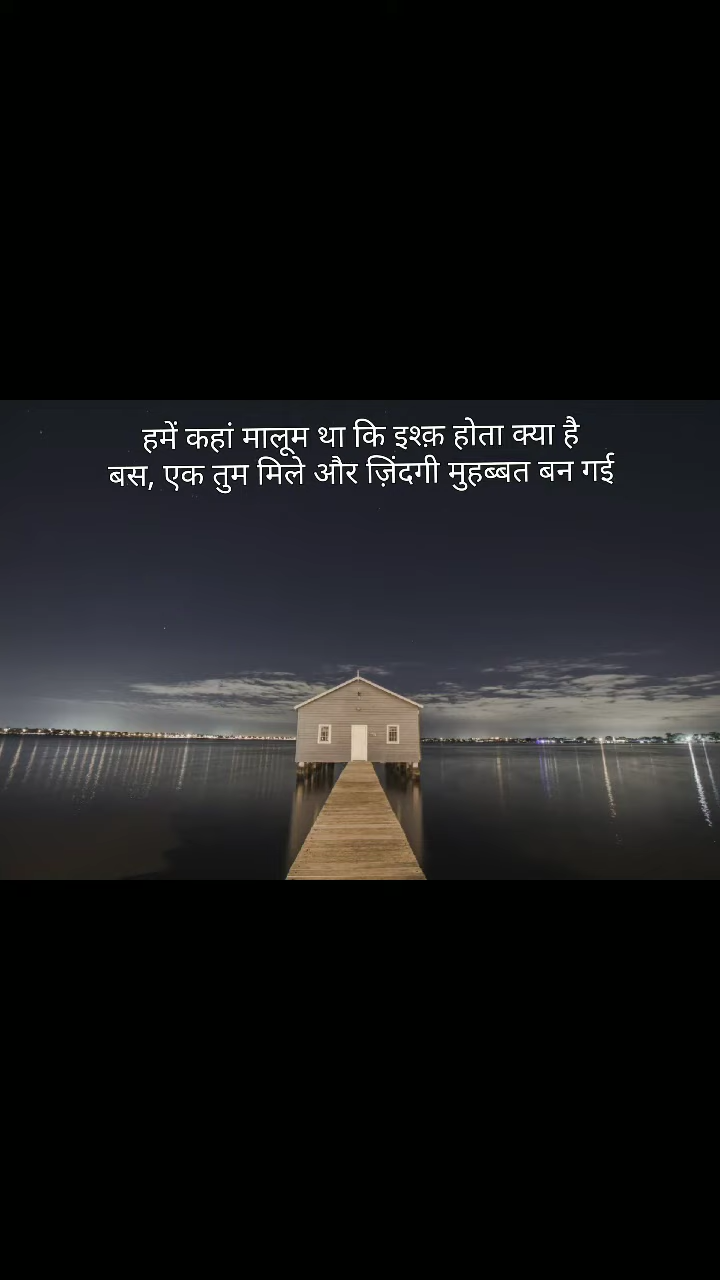 हमें कहां मालूम था कि इश्क़ होता क्या है
बस, एक तुम मिले और ज़िंदगी मुहब्बत बन गई